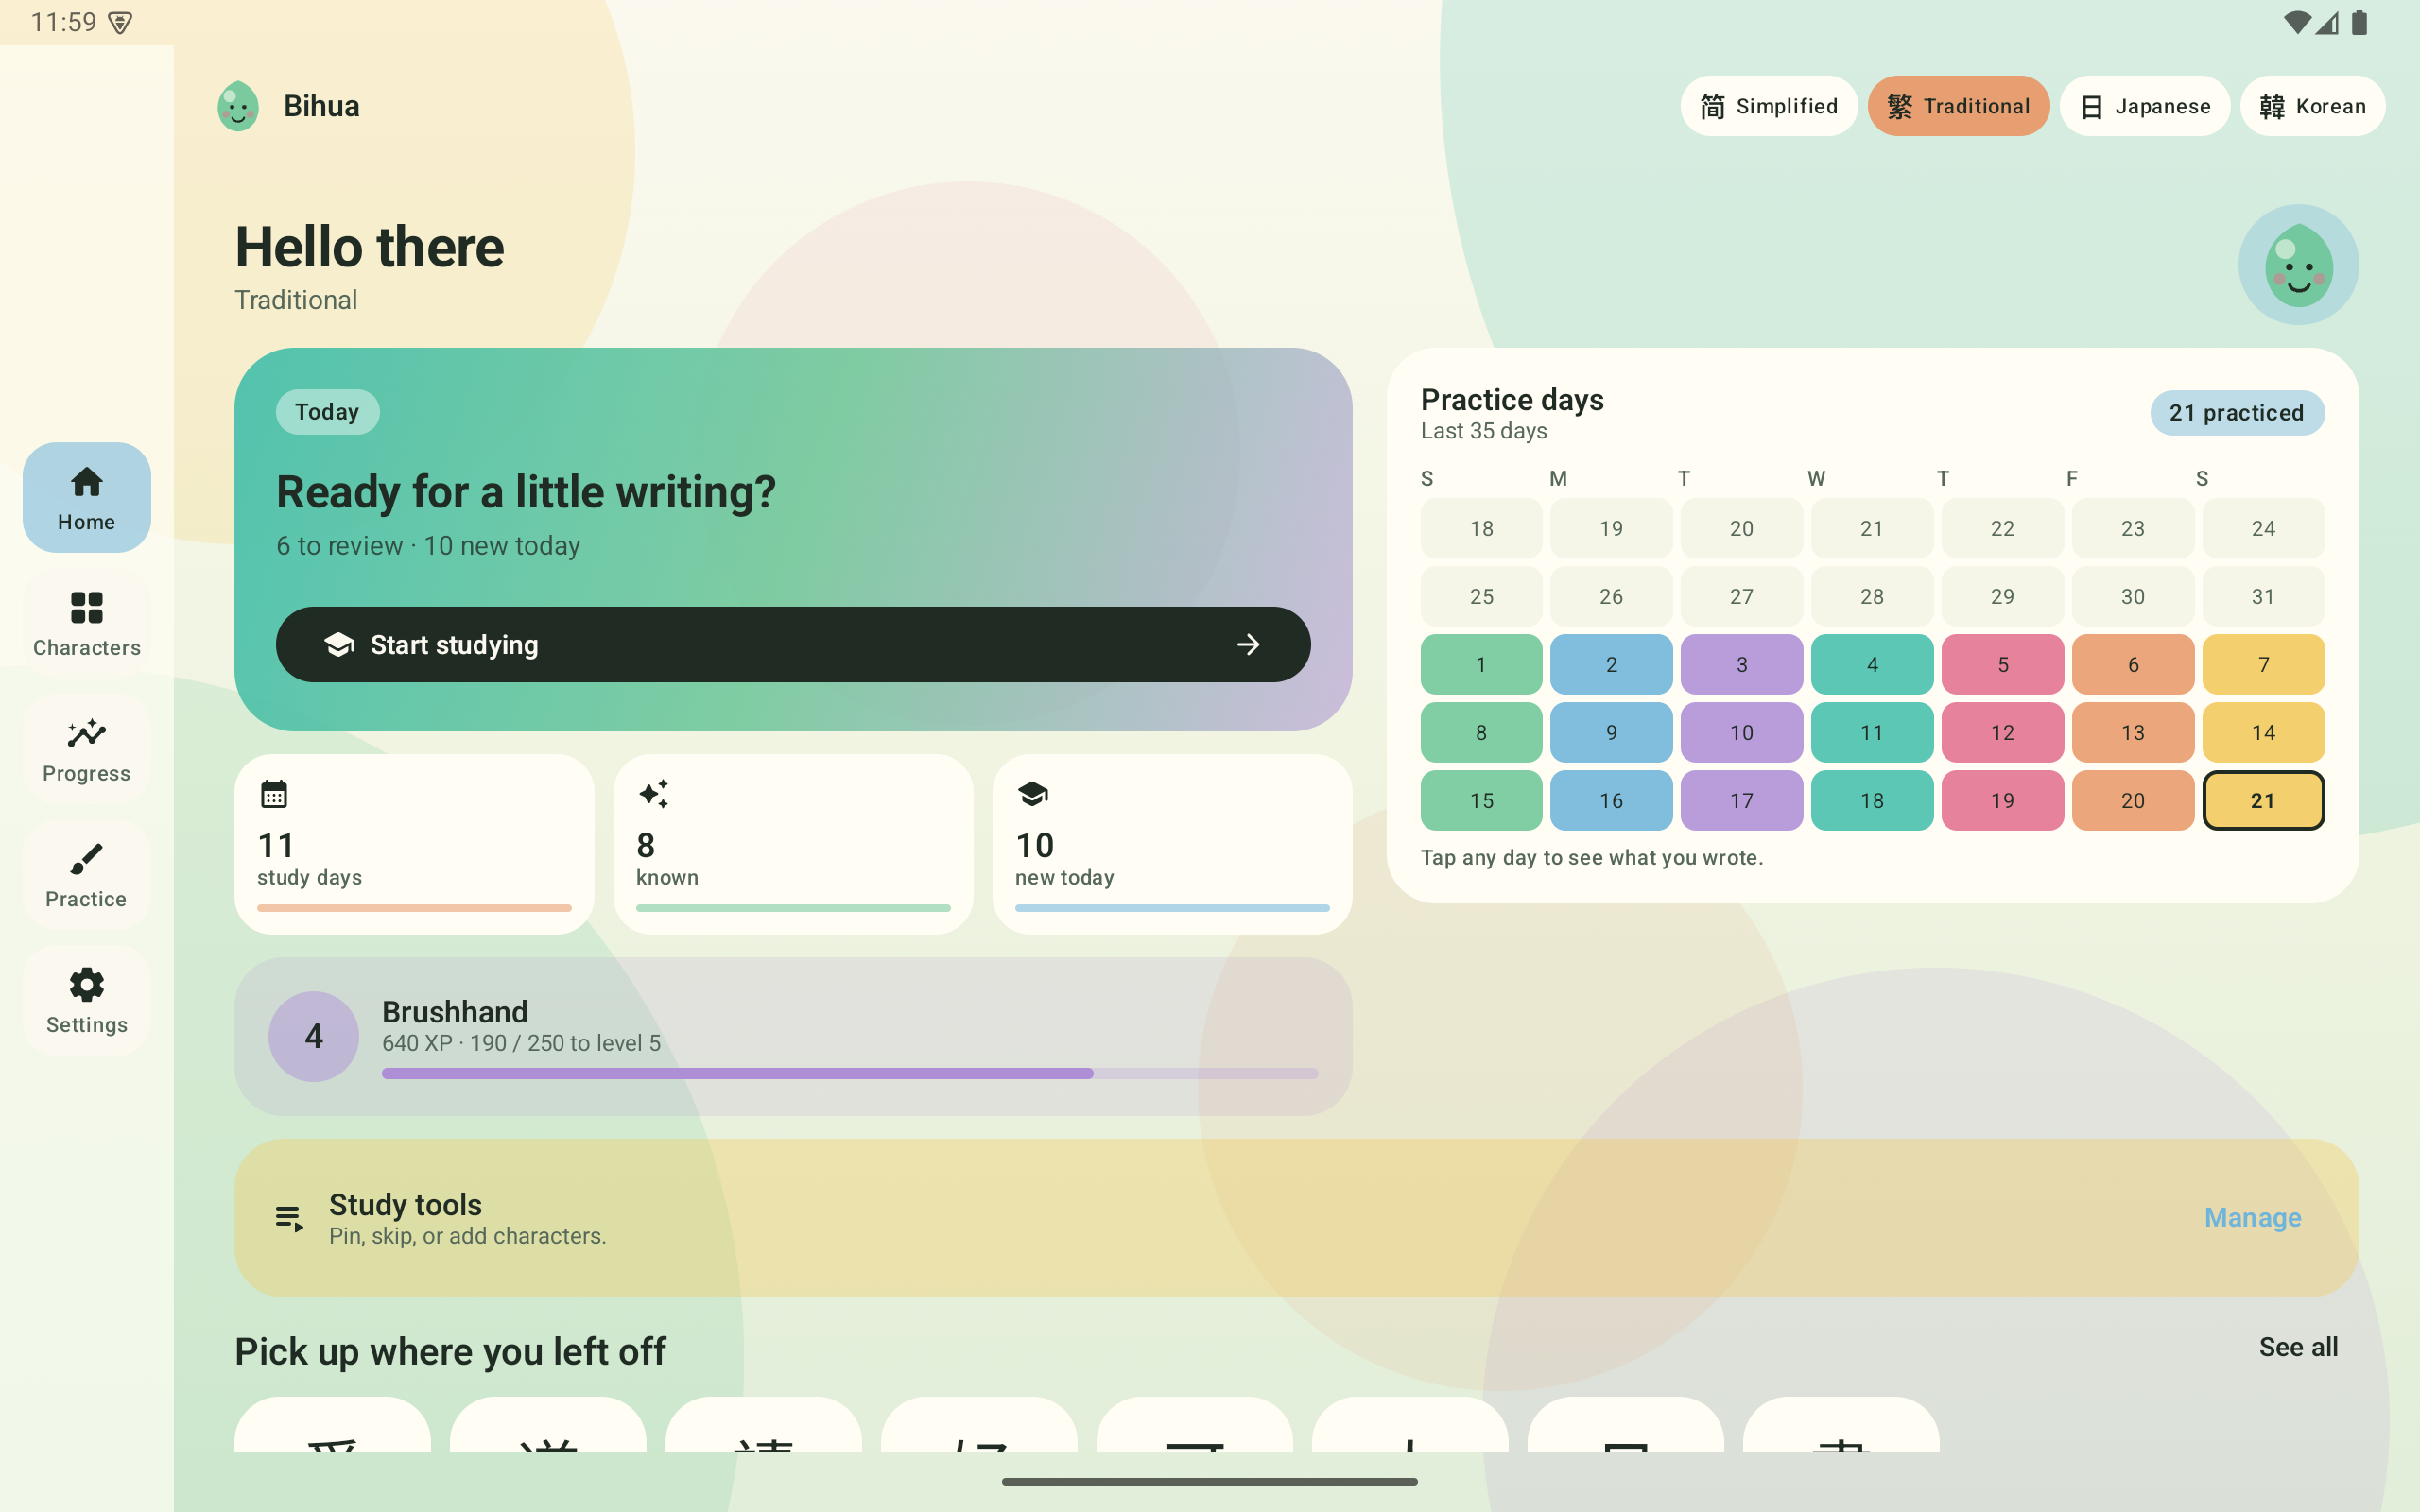 11:59
Bihua
简 Simplified
繁 Traditional
日 Japanese
韓 Korean
Hello there
Traditional
Home
Characters
Progress
Practice
Settings
Today
Ready for a little writing?
6 to review · 10 new today
Start studying
11
study days
8
known
10
new today
4
Brushhand
640 XP · 190 / 250 to level 5
Practice days
Last 35 days
21 practiced
S M T W T F S
18 19 20 21 22 23 24
25 26 27 28 29 30 31
1 2 3 4 5 6 7
8 9 10 11 12 13 14
15 16 17 18 19 20 21
Tap any day to see what you wrote.
Study tools
Pin, skip, or add characters.
Manage
Pick up where you left off
See all